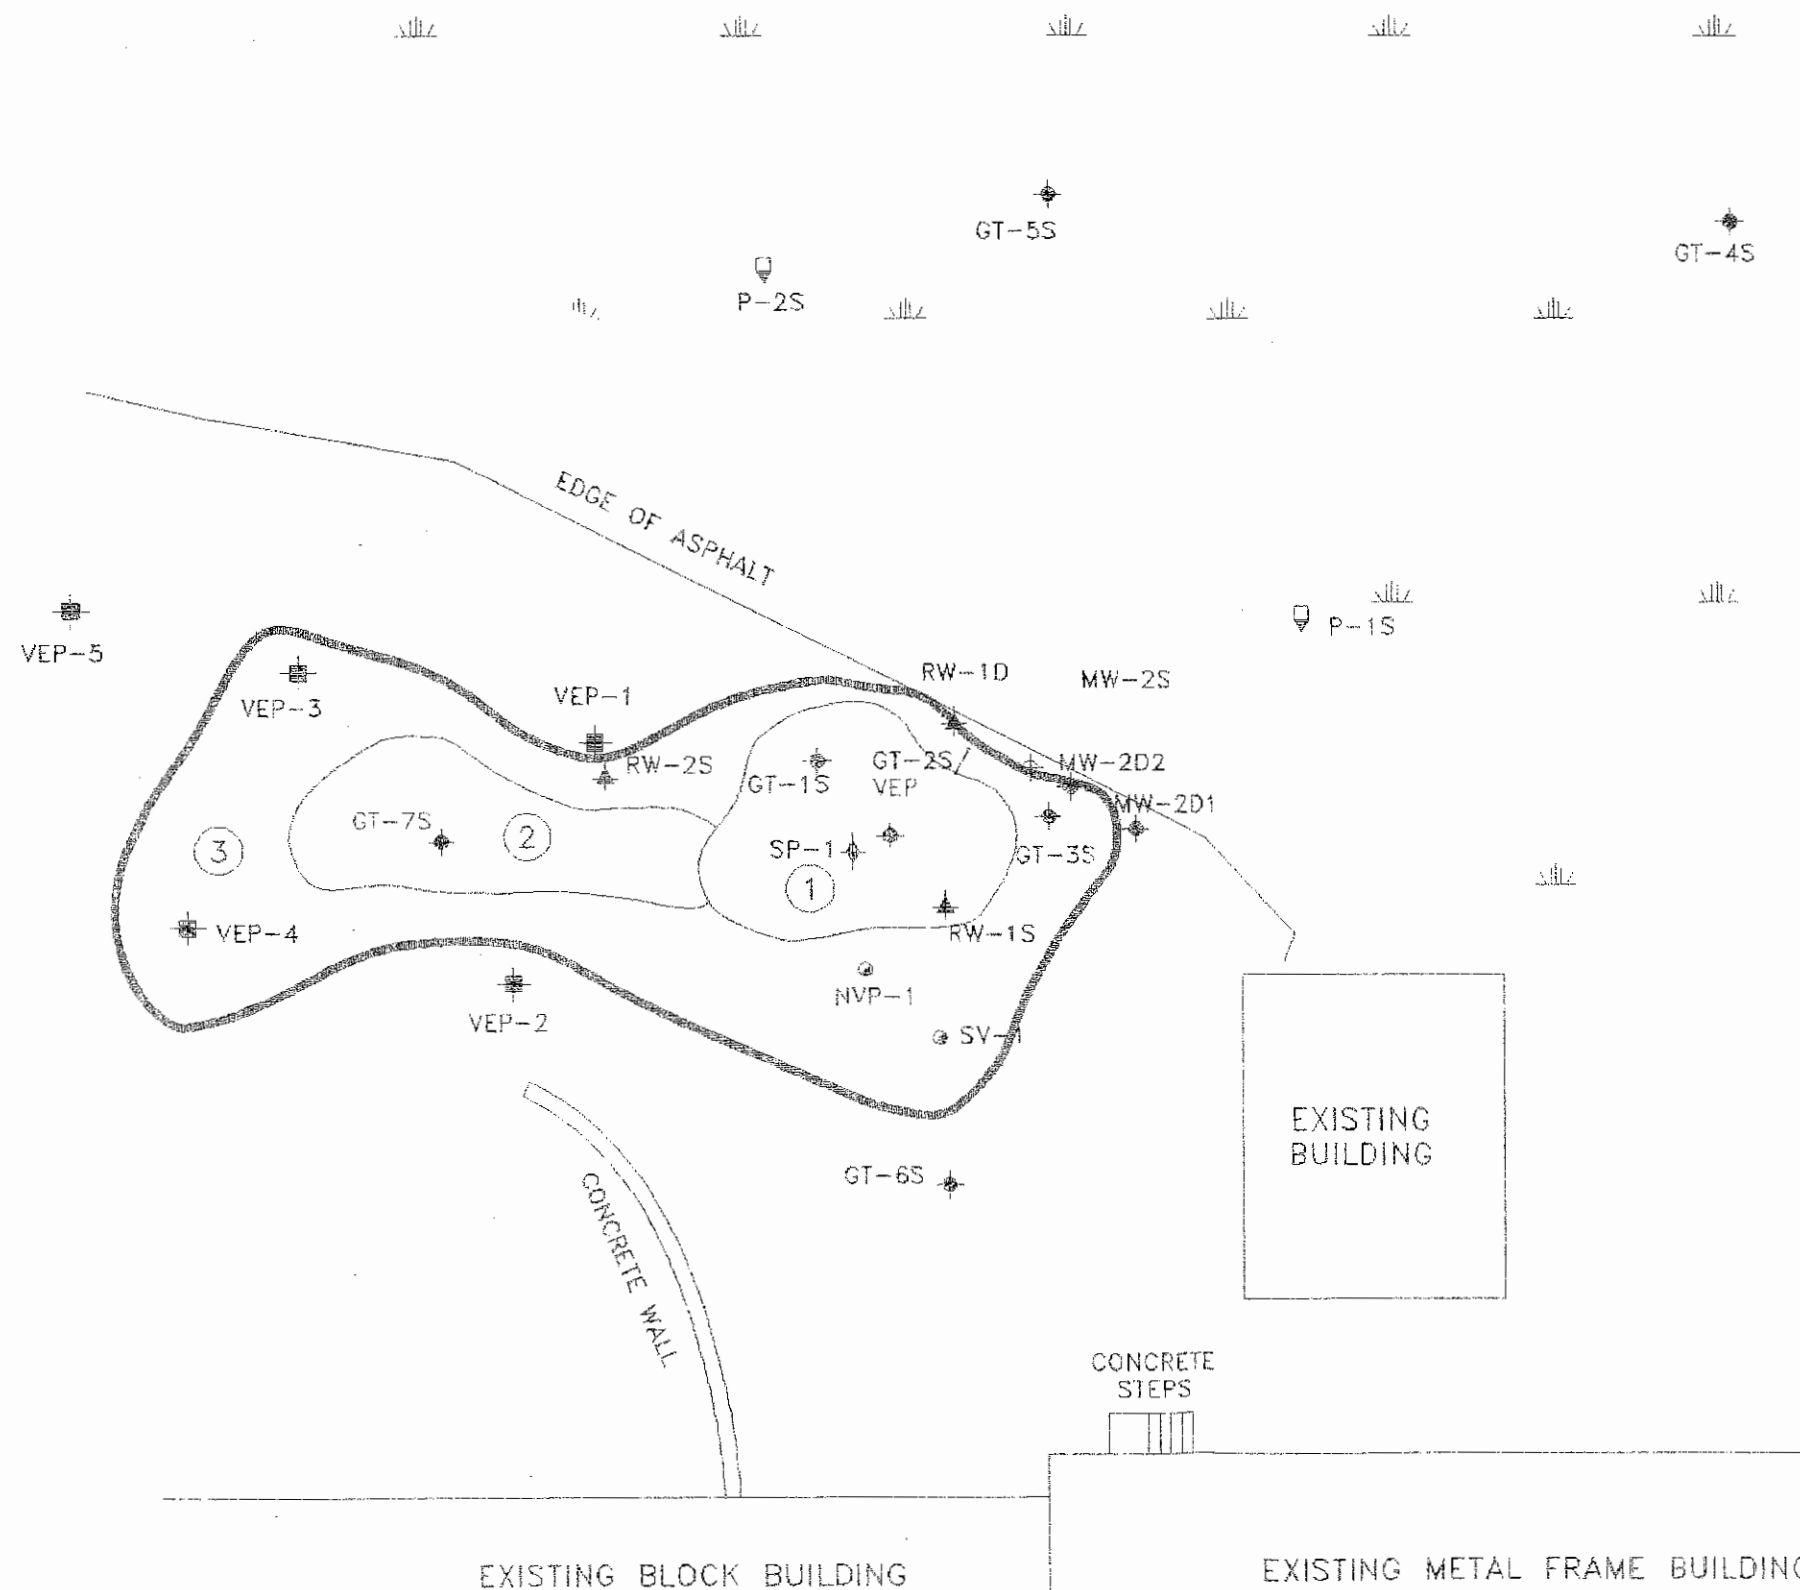 GT-5S
GT-4S
P-2S
EDGE OF ASPHALT
P-1S
VEP-5
RW-1D
MW-2S
VEP-3
VEP-1
RW-2S
GT-1S
GT-2S
VEP
MW-2D2
MW-2D1
GT-7S
2
3
SP-1
1
GT-3S
VEP-4
RW-1S
NVP-1
VEP-2
SV-1
EXISTING
BUILDING
GT-6S
CONCRETE WALL
CONCRETE
STEPS
EXISTING BLOCK BUILDING
EXISTING METAL FRAME BUILDING